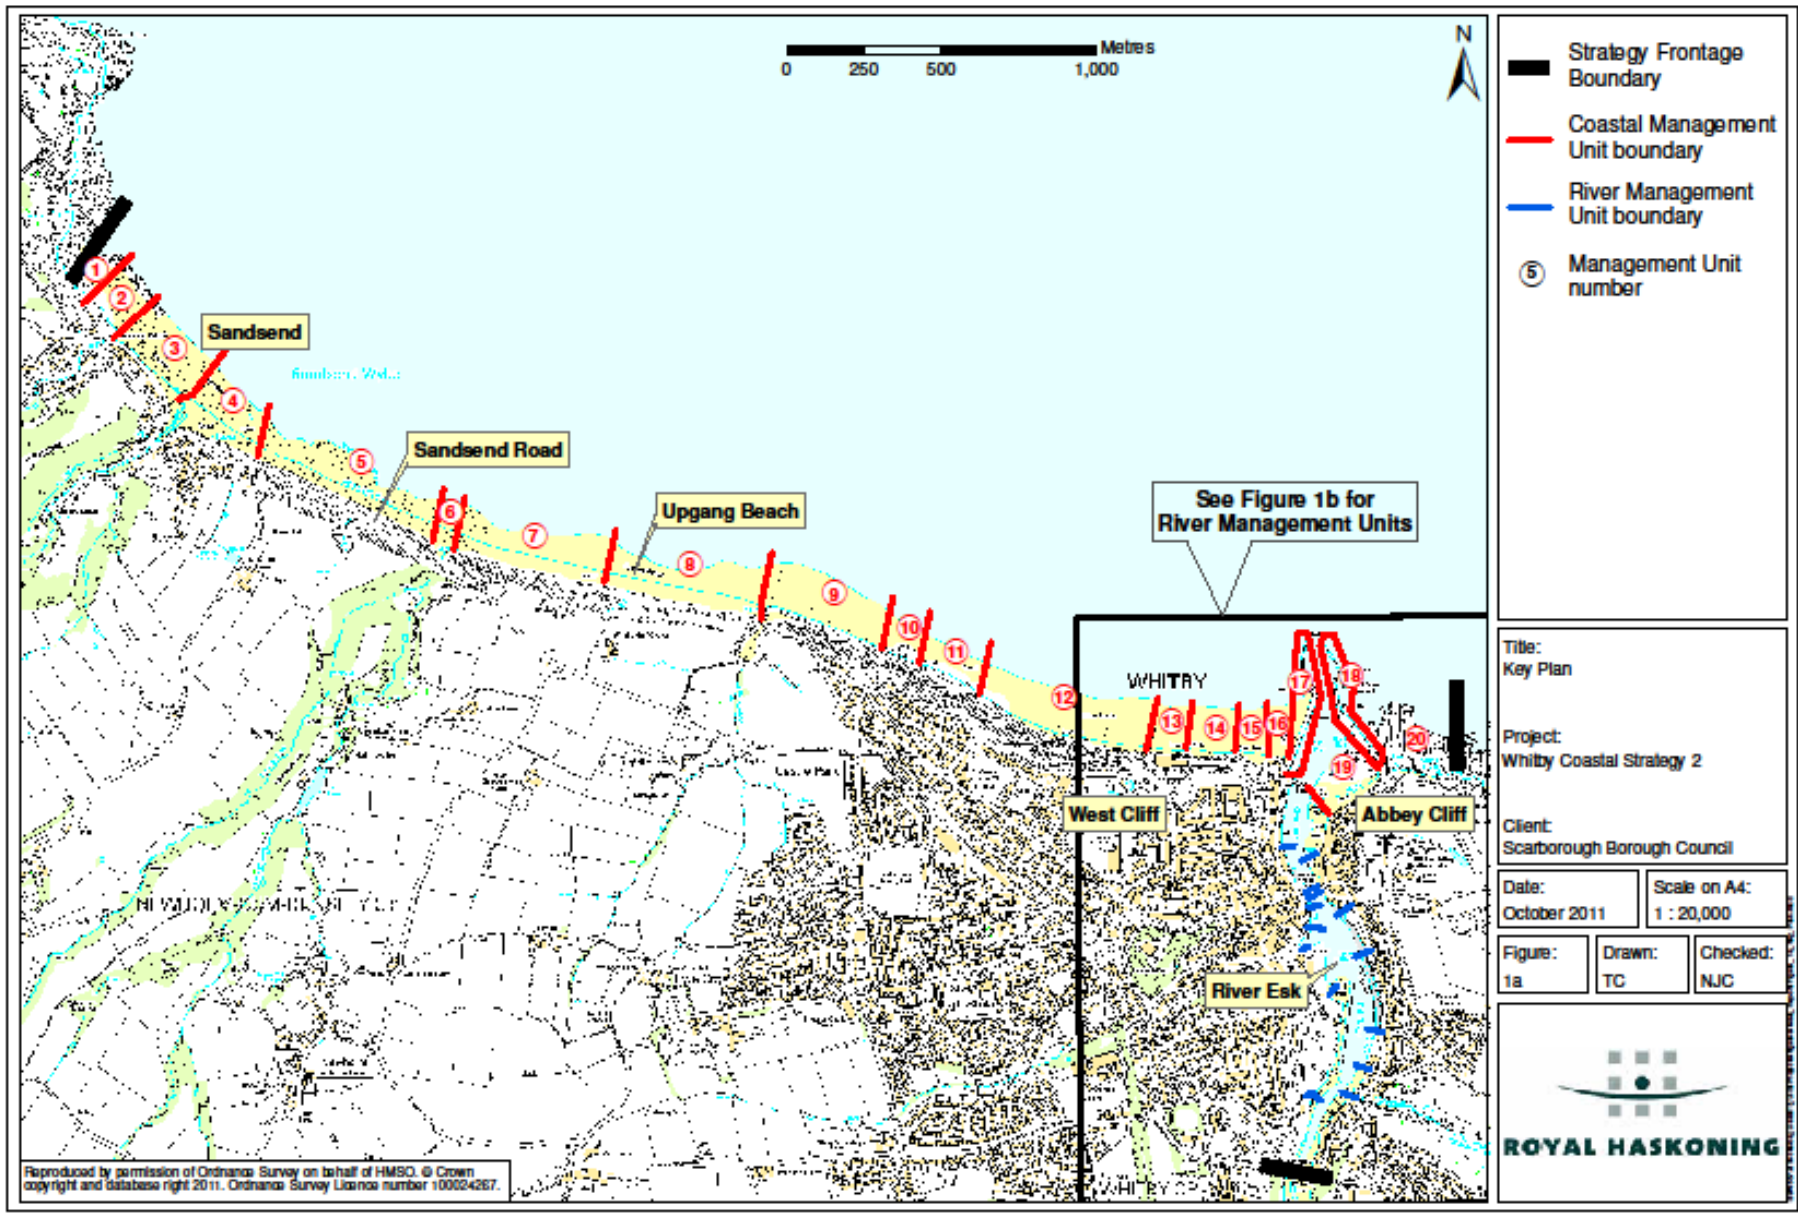 Metres
0 250 500 1,000
N
1
2
3
Sandsend
4
5
Sandsend Road
6
7
Upgang Beach
8
9
10
11
12
See Figure 1b for
River Management Units
WHITBY
13
14
15
16
17
18
19
20
West Cliff
Abbey Cliff
River Esk
Reproduced by permission of Ordnance Survey on behalf of HMSO. © Crown
copyright and database right 2011. Ordnance Survey Licence number 100024267.
Strategy Frontage
Boundary
Coastal Management
Unit boundary
River Management
Unit boundary
5
Management Unit
number
Title:
Key Plan
Project:
Whitby Coastal Strategy 2
Client:
Scarborough Borough Council
Date:
October 2011
Scale on A4:
1 : 20,000
Figure:
1a
Drawn:
TC
Checked:
NJC
ROYAL HASKONING